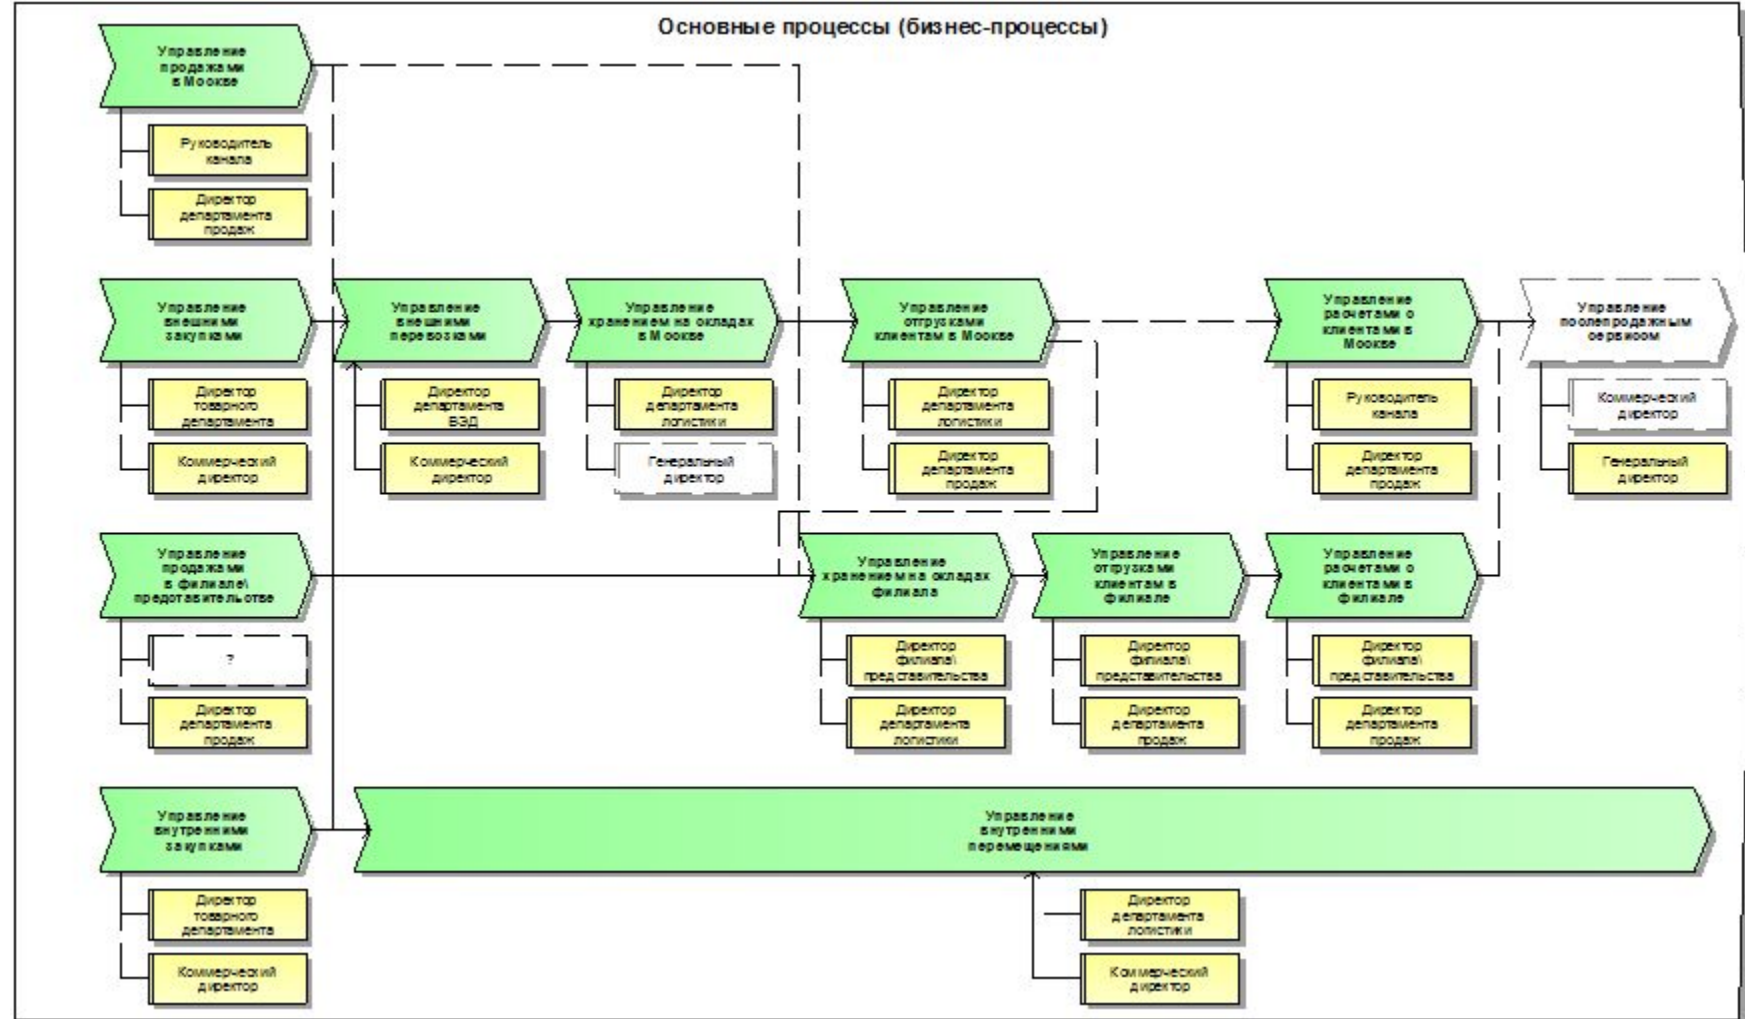 Основные процессы (бизнес-процессы)
Управление
продажами
в Москве
Руководитель
канала
Директор
департамента
продаж
Управление
внешними
закупками
Директор
товарного
департамента
Коммерческий
директор
Управление
внешними
перевозками
Директор
департамента
ВЭД
Коммерческий
директор
Управление
хранением на складах
в Москве
Директор
департамента
логистики
Генеральный
директор
Управление
отгрузками
клиентам в Москве
Директор
департамента
логистики
Директор
департамента
продаж
Управление
расчетами с
клиентами в
Москве
Руководитель
канала
Директор
департамента
продаж
Управление
послепродажным
сервисом
Коммерческий
директор
Генеральный
директор
Управление
продажами
в филиале\
представительстве
?
Директор
департамента
продаж
Управление
хранением на складах
филиала
Директор
филиала\
представительства
Директор
департамента
логистики
Управление
отгрузками
клиентам в
филиале
Директор
филиала\
представительства
Директор
департамента
продаж
Управление
расчетами с
клиентами в
филиале
Директор
филиала\
представительства
Директор
департамента
продаж
Управление
внутренними
закупками
Директор
товарного
департамента
Коммерческий
директор
Управление
внутренними
перемещениями
Директор
департамента
логистики
Коммерческий
директор